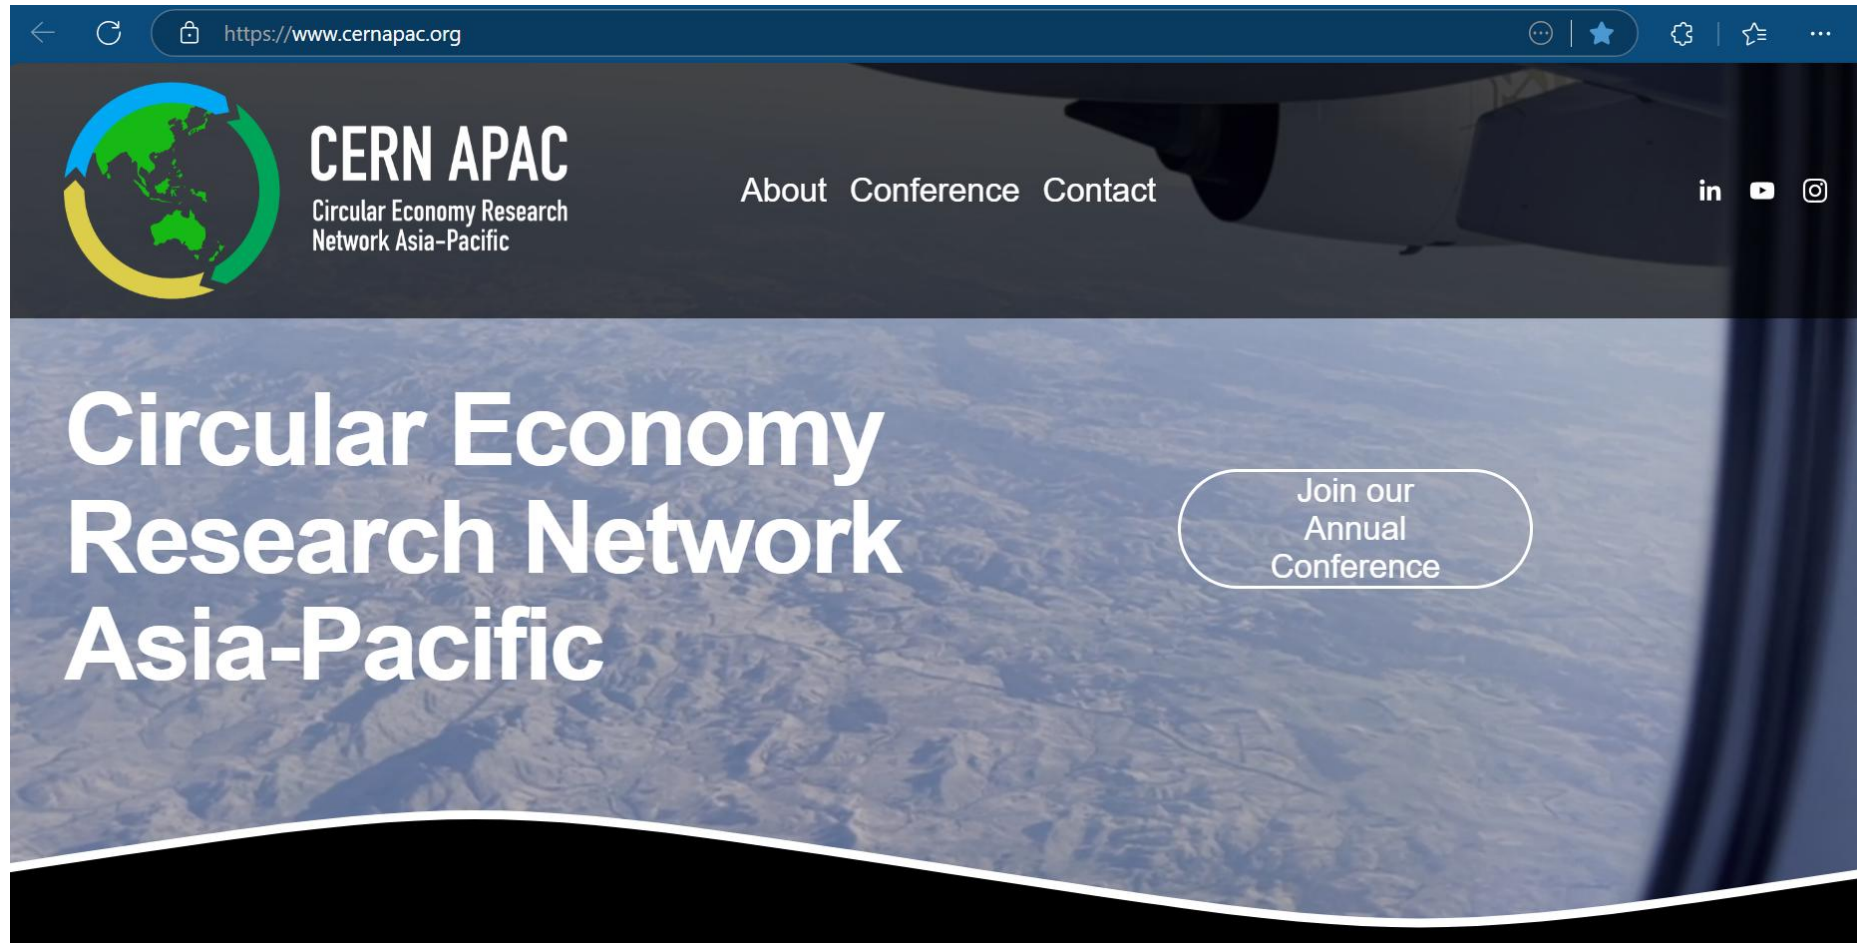 https://www.cernapac.org
CERN APAC
Circular Economy Research
Network Asia-Pacific
About Conference Contact
in
Circular Economy
Research Network
Asia-Pacific
Join our
Annual
Conference